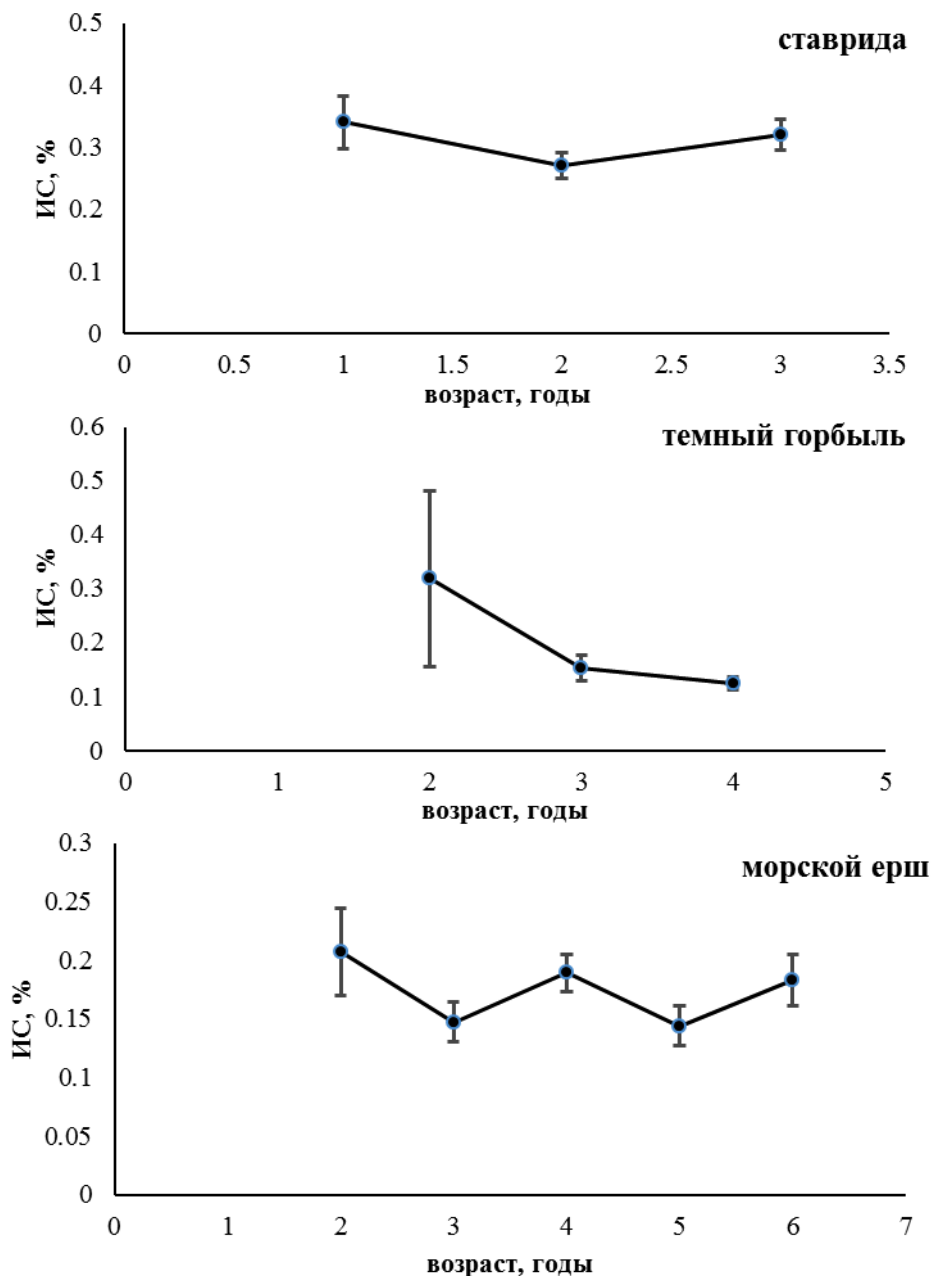 ставрида
ИС, %
0.5
0.4
0.3
0.2
0.1
0
0 0.5 1 1.5 2 2.5 3 3.5
возраст, годы
темный горбыль
ИС, %
0.6
0.5
0.4
0.3
0.2
0.1
0
0 1 2 3 4 5
возраст, годы
морской ерш
ИС, %
0.3
0.25
0.2
0.15
0.1
0.05
0
0 1 2 3 4 5 6 7
возраст, годы